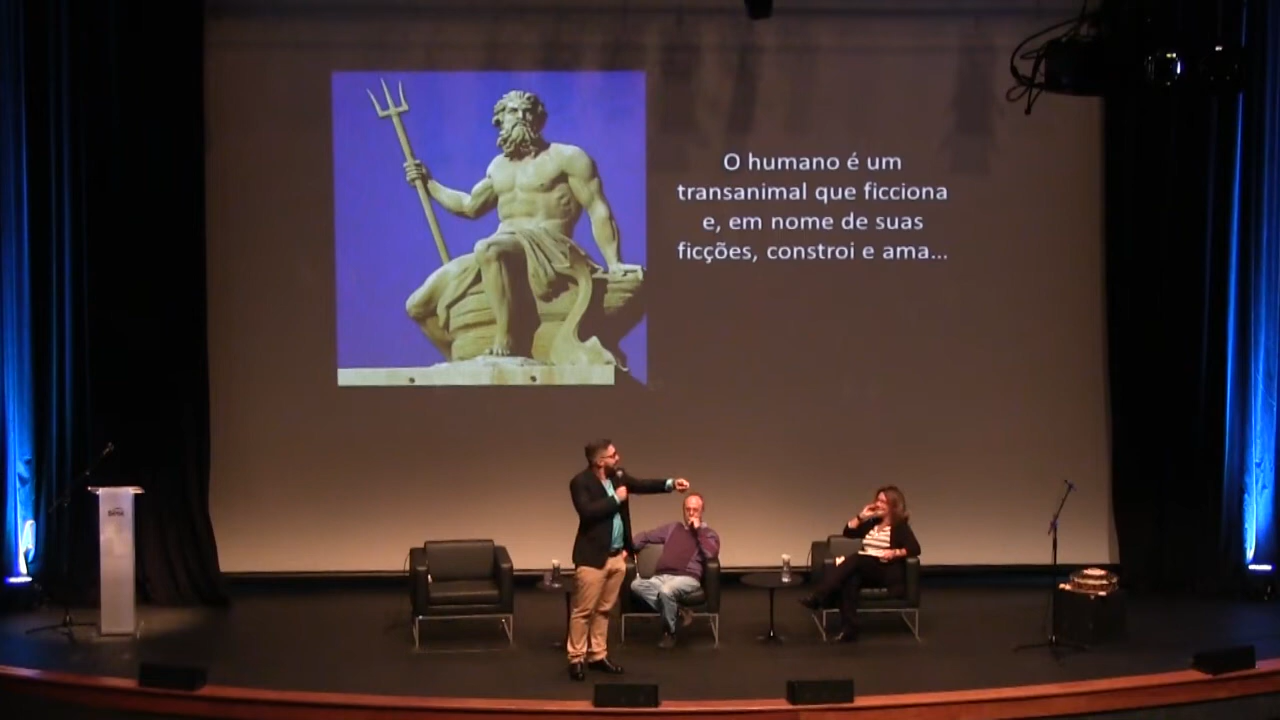 O humano é um
transanimal que ficciona
e, em nome de suas
ficções, constroi e ama...